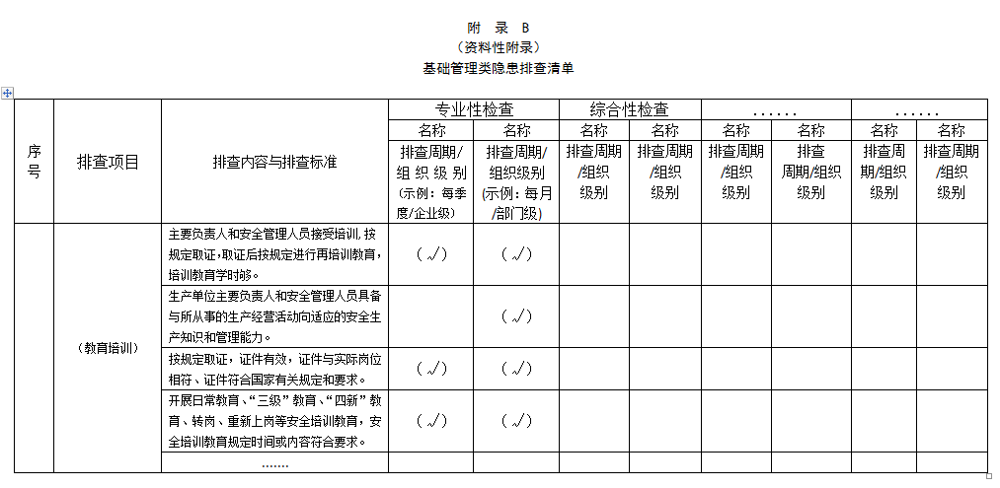 附 录 B
（资料性附录）
基础管理类隐患排查清单
序号
排查项目
排查内容与排查标准
专业性检查
综合性检查
......
......
名称
名称
名称
名称
名称
名称
名称
名称
排查周期/
组 织 级 别
(示例：每季
度/企业级）
排查周期/
组织级别
(示例：每月
/部门级)
排查周期
/组织
级别
排查周期
/组织
级别
排查周期
/组织
级别
排查
周期/组织
级别
排查周
期/组织
级别
排查周期
/组织
级别
（教育培训）
主要负责人和安全管理人员接受培训,按
规定取证,取证后按规定进行再培训教育，
培训教育学时够。
（√）
（√）
生产单位主要负责人和安全管理人员具备
与所从事的生产经营活动向适应的安全生
产知识和管理能力。
（√）
按规定取证，证件有效，证件与实际岗位
相符、证件符合国家有关规定和要求。
（√）
（√）
开展日常教育、“三级”教育、“四新”教
育、转岗、重新上岗等安全培训教育，安
全培训教育规定时间或内容符合要求。
（√）
（√）
.......